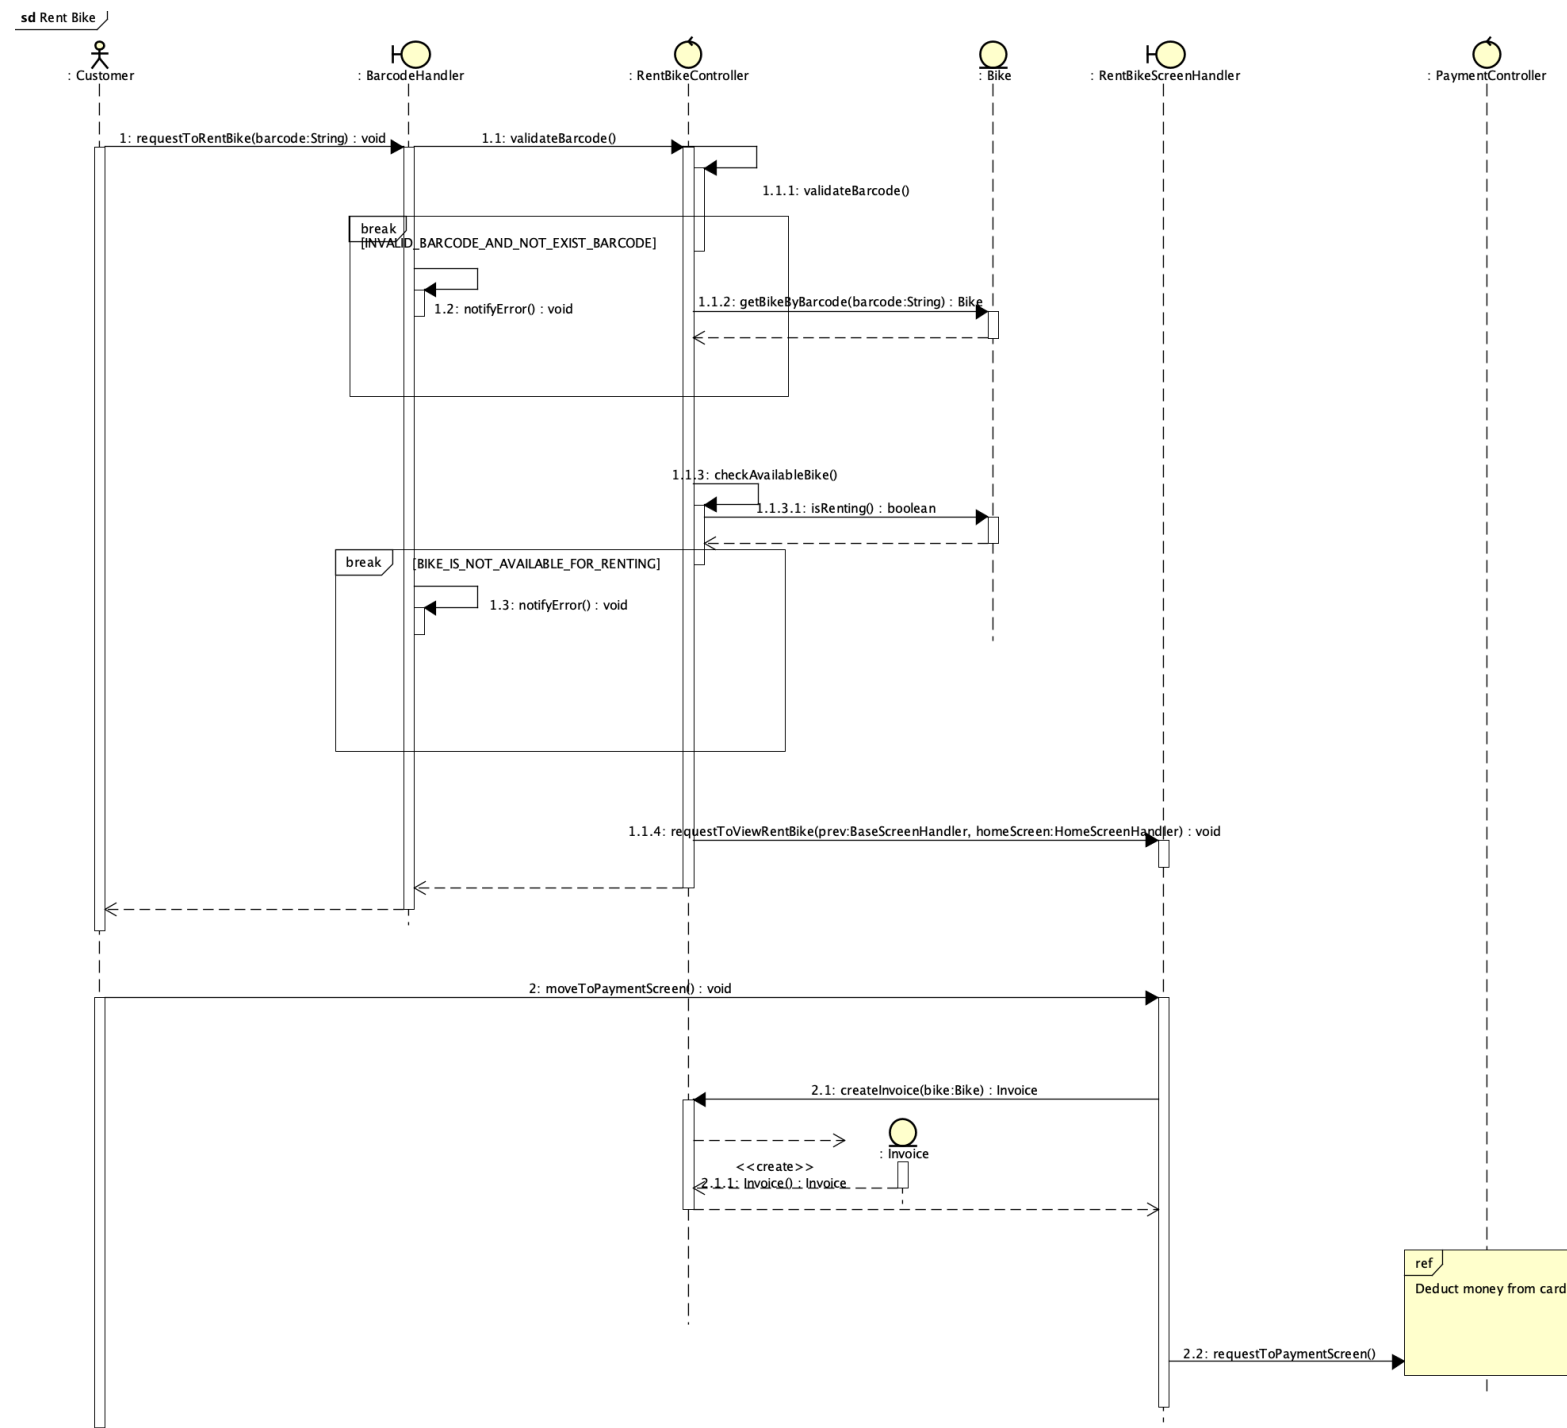 sd Rent Bike
: Customer
: BarcodeHandler
: RentBikeController
: Bike
: RentBikeScreenHandler
: PaymentController
1: requestToRentBike(barcode:String) : void
1.1: validateBarcode()
1.1.1: validateBarcode()
break
[INVALID_BARCODE_AND_NOT_EXIST_BARCODE]
1.1.2: getBikeByBarcode(barcode:String) : Bike
1.2: notifyError() : void
1.1.3: checkAvailableBike()
1.1.3.1: isRenting() : boolean
break
[BIKE_IS_NOT_AVAILABLE_FOR_RENTING]
1.3: notifyError() : void
1.1.4: requestToViewRentBike(prev:BaseScreenHandler, homeScreen:HomeScreenHandler) : void
2: moveToPaymentScreen() : void
2.1: createInvoice(bike:Bike) : Invoice
: Invoice
<<create>>
2.1.1: Invoice() : Invoice
ref
Deduct money from card
2.2: requestToPaymentScreen()